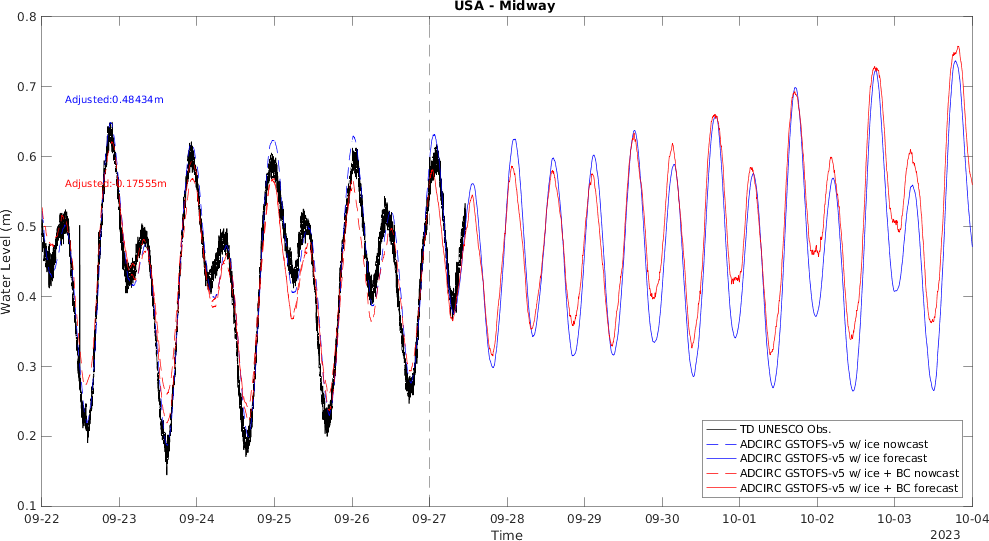 USA - Midway
0.8
0.7
0.6
0.5
0.4
0.3
0.2
0.1
Water Level (m)
Adjusted:0.48434m
Adjusted:-0.17555m
TD UNESCO Obs.
ADCIRC GSTOFS-v5 w/ ice nowcast
ADCIRC GSTOFS-v5 w/ ice forecast
ADCIRC GSTOFS-v5 w/ ice + BC nowcast
ADCIRC GSTOFS-v5 w/ ice + BC forecast
09-22 09-23 09-24 09-25 09-26 09-27 09-28 09-29 09-30 10-01 10-02 10-03 10-04
Time
2023